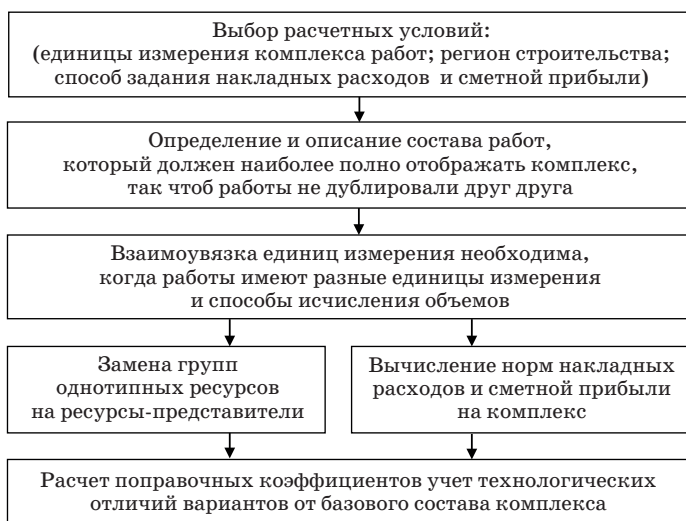 Выбор расчетных условий:
(единицы измерения комплекса работ; регион строительства;
способ задания накладных расходов и сметной прибыли)
Определение и описание состава работ,
который должен наиболее полно отображать комплекс,
так чтоб работы не дублировали друг друга
Взаимоувязка единиц измерения необходима,
когда работы имеют разные единицы измерения
и способы исчисления объемов
Замена групп
однотипных ресурсов
на ресурсы-представители
Вычисление норм накладных
расходов и сметной прибыли
на комплекс
Расчет поправочных коэффициентов учет технологических
отличий вариантов от базового состава комплекса